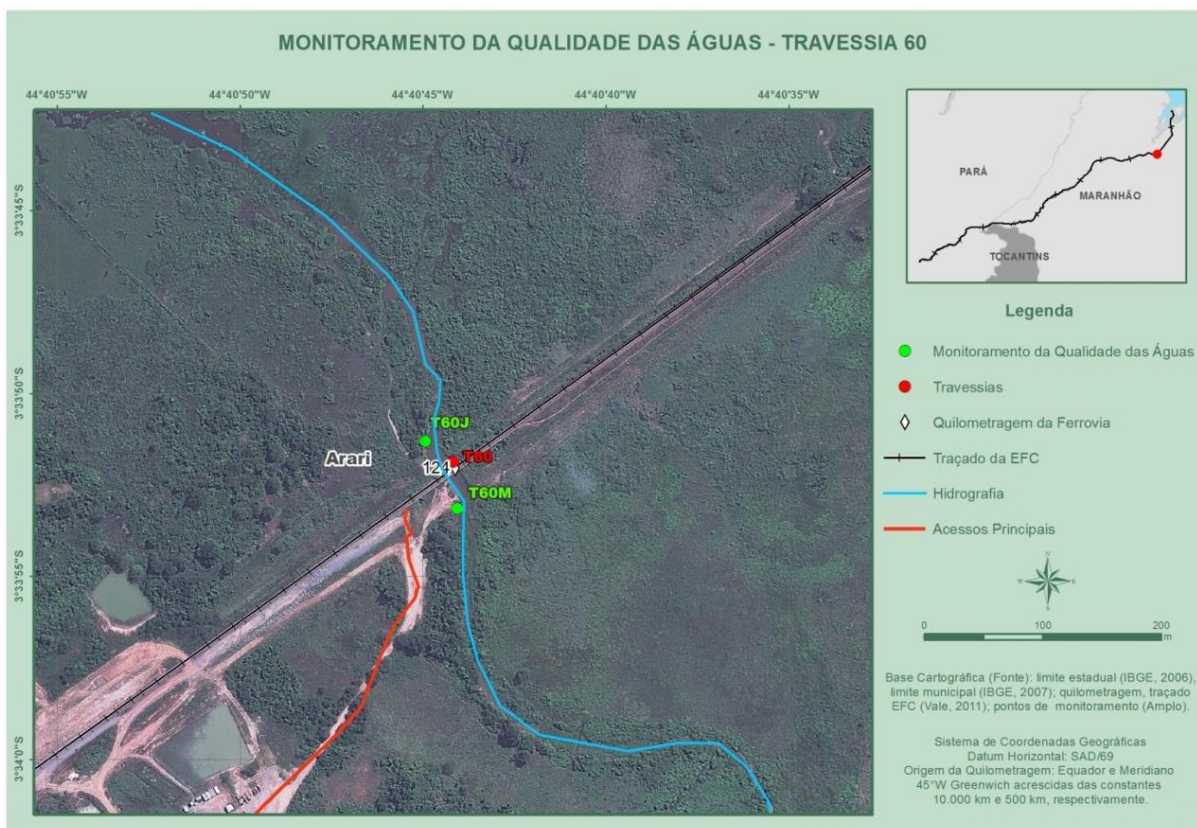 MONITORAMENTO DA QUALIDADE DAS ÁGUAS - TRAVESSIA 60
44°40'55"W 44°40'50"W 44°40'45"W 44°40'40"W 44°40'35"W
3°33'45"S
3°33'50"S
3°33'55"S
3°34'0"S
T60J
Arari
124
T60
T60M
PARÁ
MARANHÃO
TOCANTINS
Legenda
Monitoramento da Qualidade das Águas
Travessias
Quilometragem da Ferrovia
Traçado da EFC
Hidrografia
Acessos Principais
N
S
0 100 200
m
Base Cartográfica (Fonte): limite estadual (IBGE, 2006),
limite municipal (IBGE, 2007); quilometragem, traçado
EFC (Vale, 2011); pontos de monitoramento (Amplo).
Sistema de Coordenadas Geográficas
Datum Horizontal: SAD/69
Origem da Quilometragem: Equador e Meridiano
45°W Greenwich acrescidas das constantes
10.000 km e 500 km, respectivamente.